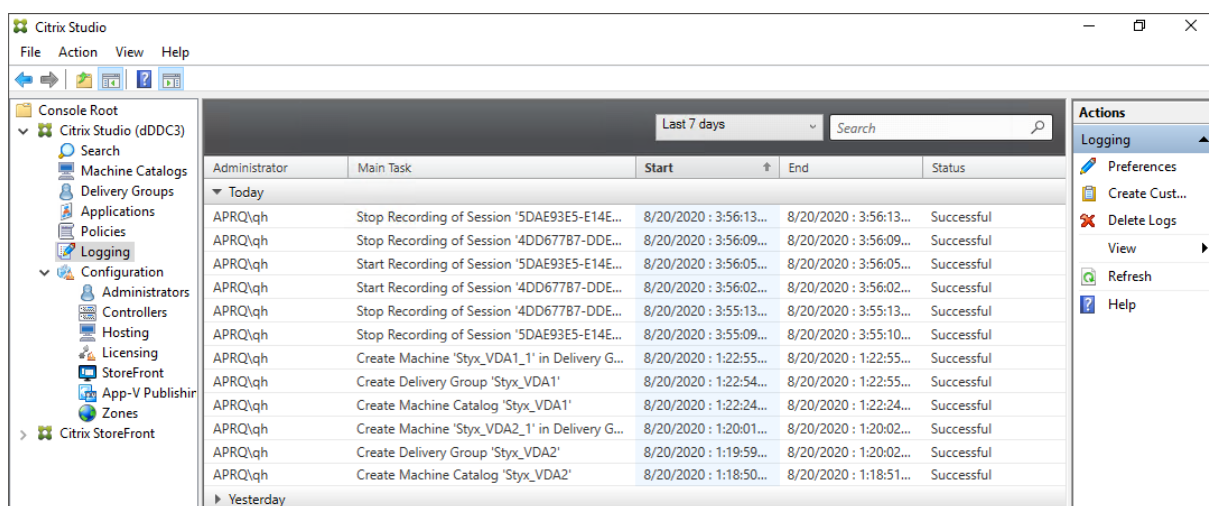 Citrix Studio
File Action View Help
Console Root
Citrix Studio (dDDC3)
Search
Machine Catalogs
Delivery Groups
Applications
Policies
Logging
Configuration
Administrators
Controllers
Hosting
Licensing
StoreFront
App-V Publishin
Zones
Citrix StoreFront
Last 7 days Search
Administrator Main Task Start End Status
Today
APRQ\qh Stop Recording of Session '5DAE93E5-E14E... 8/20/2020 : 3:56:13... 8/20/2020 : 3:56:13... Successful
APRQ\qh Stop Recording of Session '4DD677B7-DDE... 8/20/2020 : 3:56:09... 8/20/2020 : 3:56:09... Successful
APRQ\qh Start Recording of Session '5DAE93E5-E14E... 8/20/2020 : 3:56:05... 8/20/2020 : 3:56:05... Successful
APRQ\qh Start Recording of Session '4DD677B7-DDE... 8/20/2020 : 3:56:02... 8/20/2020 : 3:56:02... Successful
APRQ\qh Stop Recording of Session '4DD677B7-DDE... 8/20/2020 : 3:55:13... 8/20/2020 : 3:55:13... Successful
APRQ\qh Stop Recording of Session '5DAE93E5-E14E... 8/20/2020 : 3:55:09... 8/20/2020 : 3:55:10... Successful
APRQ\qh Create Machine 'Styx_VDA1_1' in Delivery G... 8/20/2020 : 1:22:55... 8/20/2020 : 1:22:55... Successful
APRQ\qh Create Delivery Group 'Styx_VDA1' 8/20/2020 : 1:22:54... 8/20/2020 : 1:22:55... Successful
APRQ\qh Create Machine Catalog 'Styx_VDA1' 8/20/2020 : 1:22:24... 8/20/2020 : 1:22:24... Successful
APRQ\qh Create Machine 'Styx_VDA2_1' in Delivery G... 8/20/2020 : 1:20:01... 8/20/2020 : 1:20:02... Successful
APRQ\qh Create Delivery Group 'Styx_VDA2' 8/20/2020 : 1:19:59... 8/20/2020 : 1:20:02... Successful
APRQ\qh Create Machine Catalog 'Styx_VDA2' 8/20/2020 : 1:18:50... 8/20/2020 : 1:18:51... Successful
Yesterday
Actions
Logging
Preferences
Create Cust...
Delete Logs
View
Refresh
Help